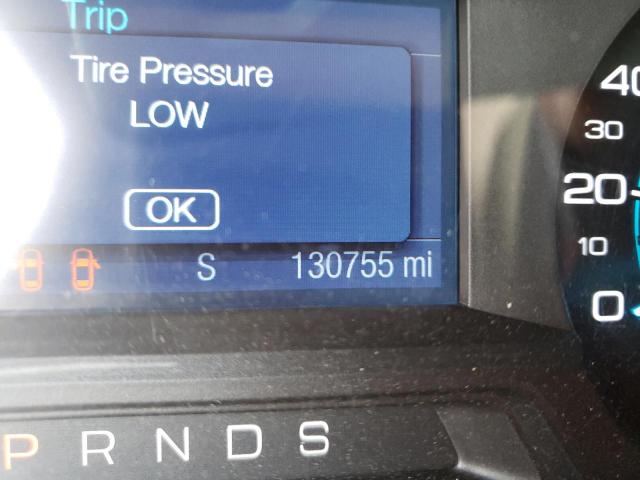 Trip
Tire Pressure
LOW
OK
S 130755 mi
P R N D S
40
30
20
10
0